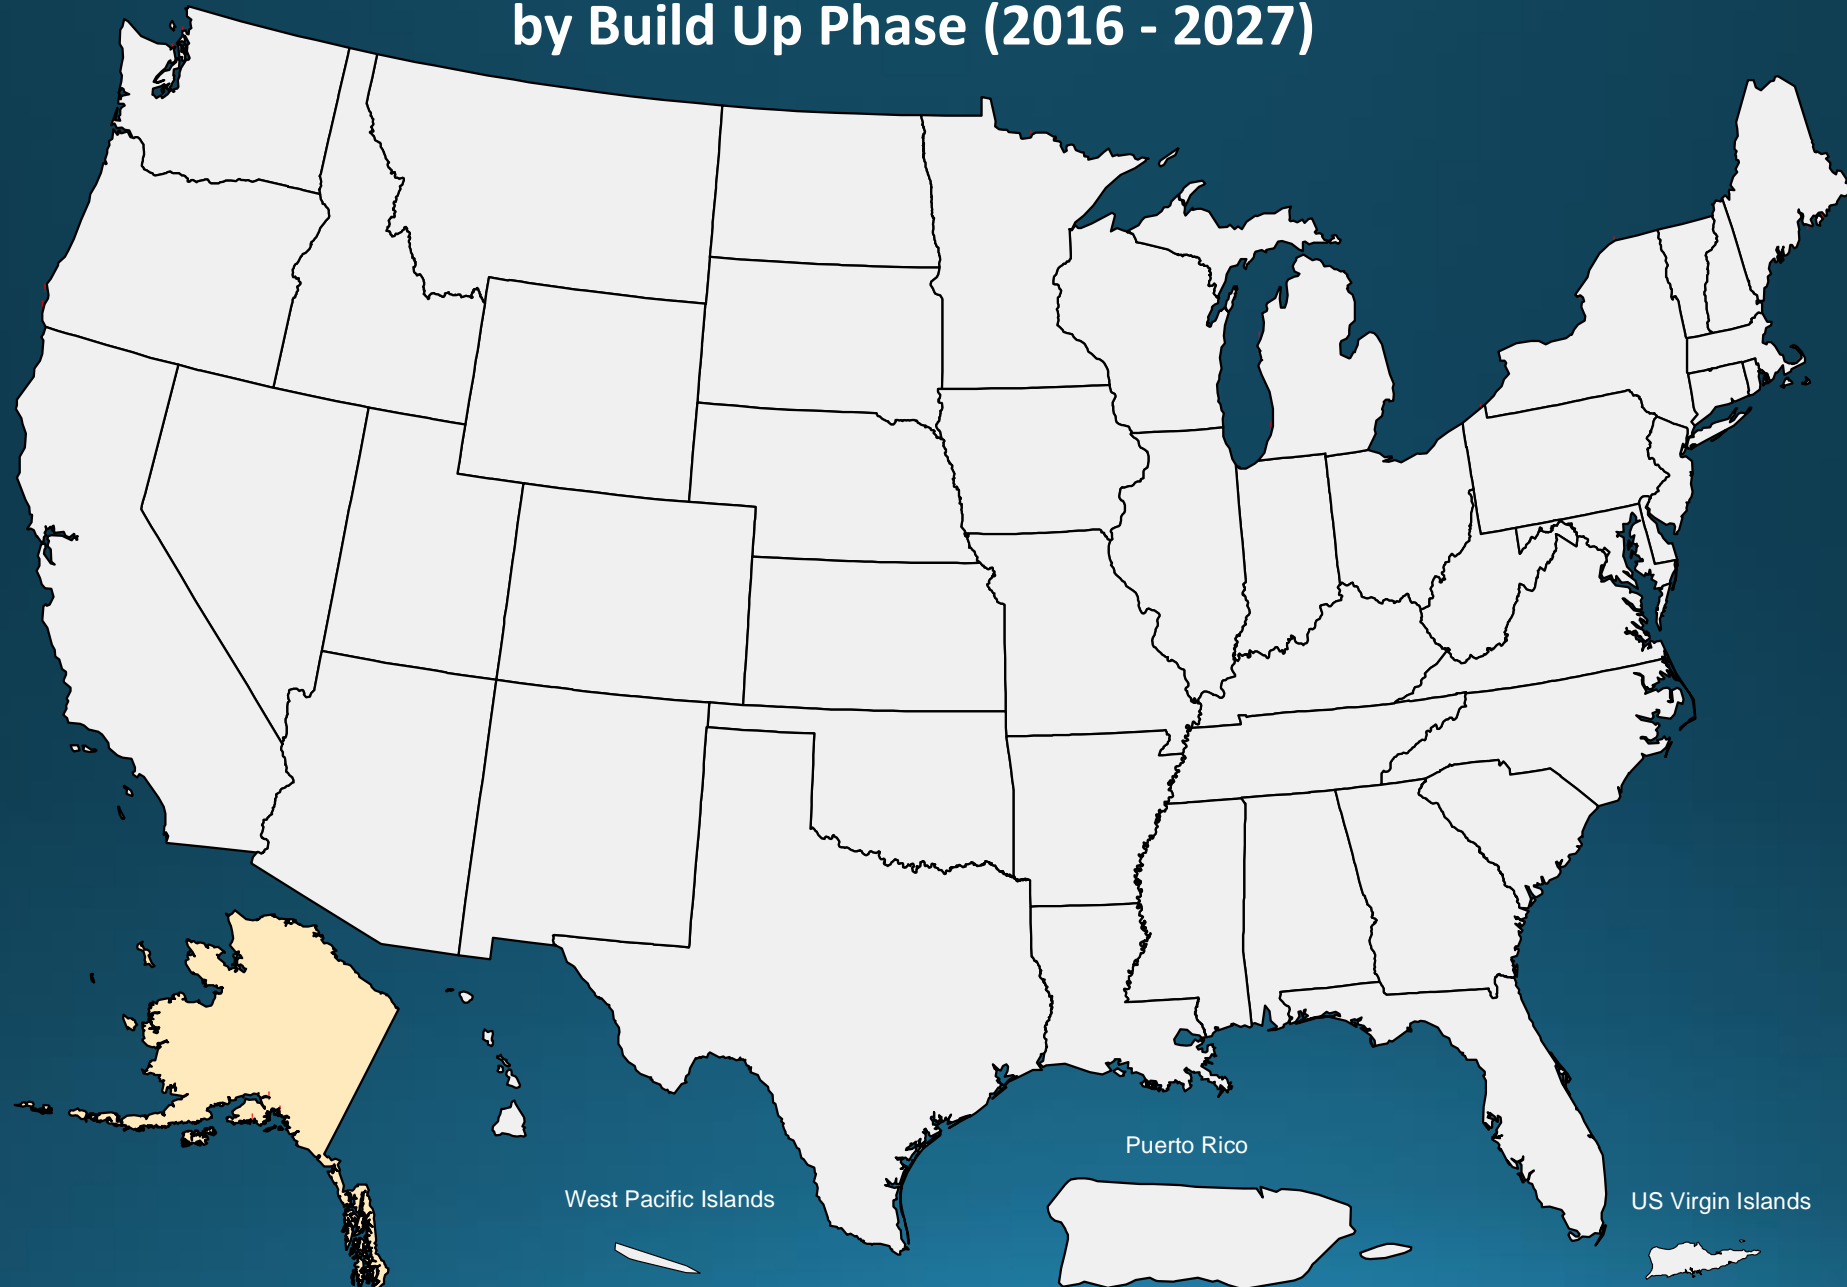 by Build Up Phase (2016 - 2027)
Puerto Rico
West Pacific Islands
US Virgin Islands